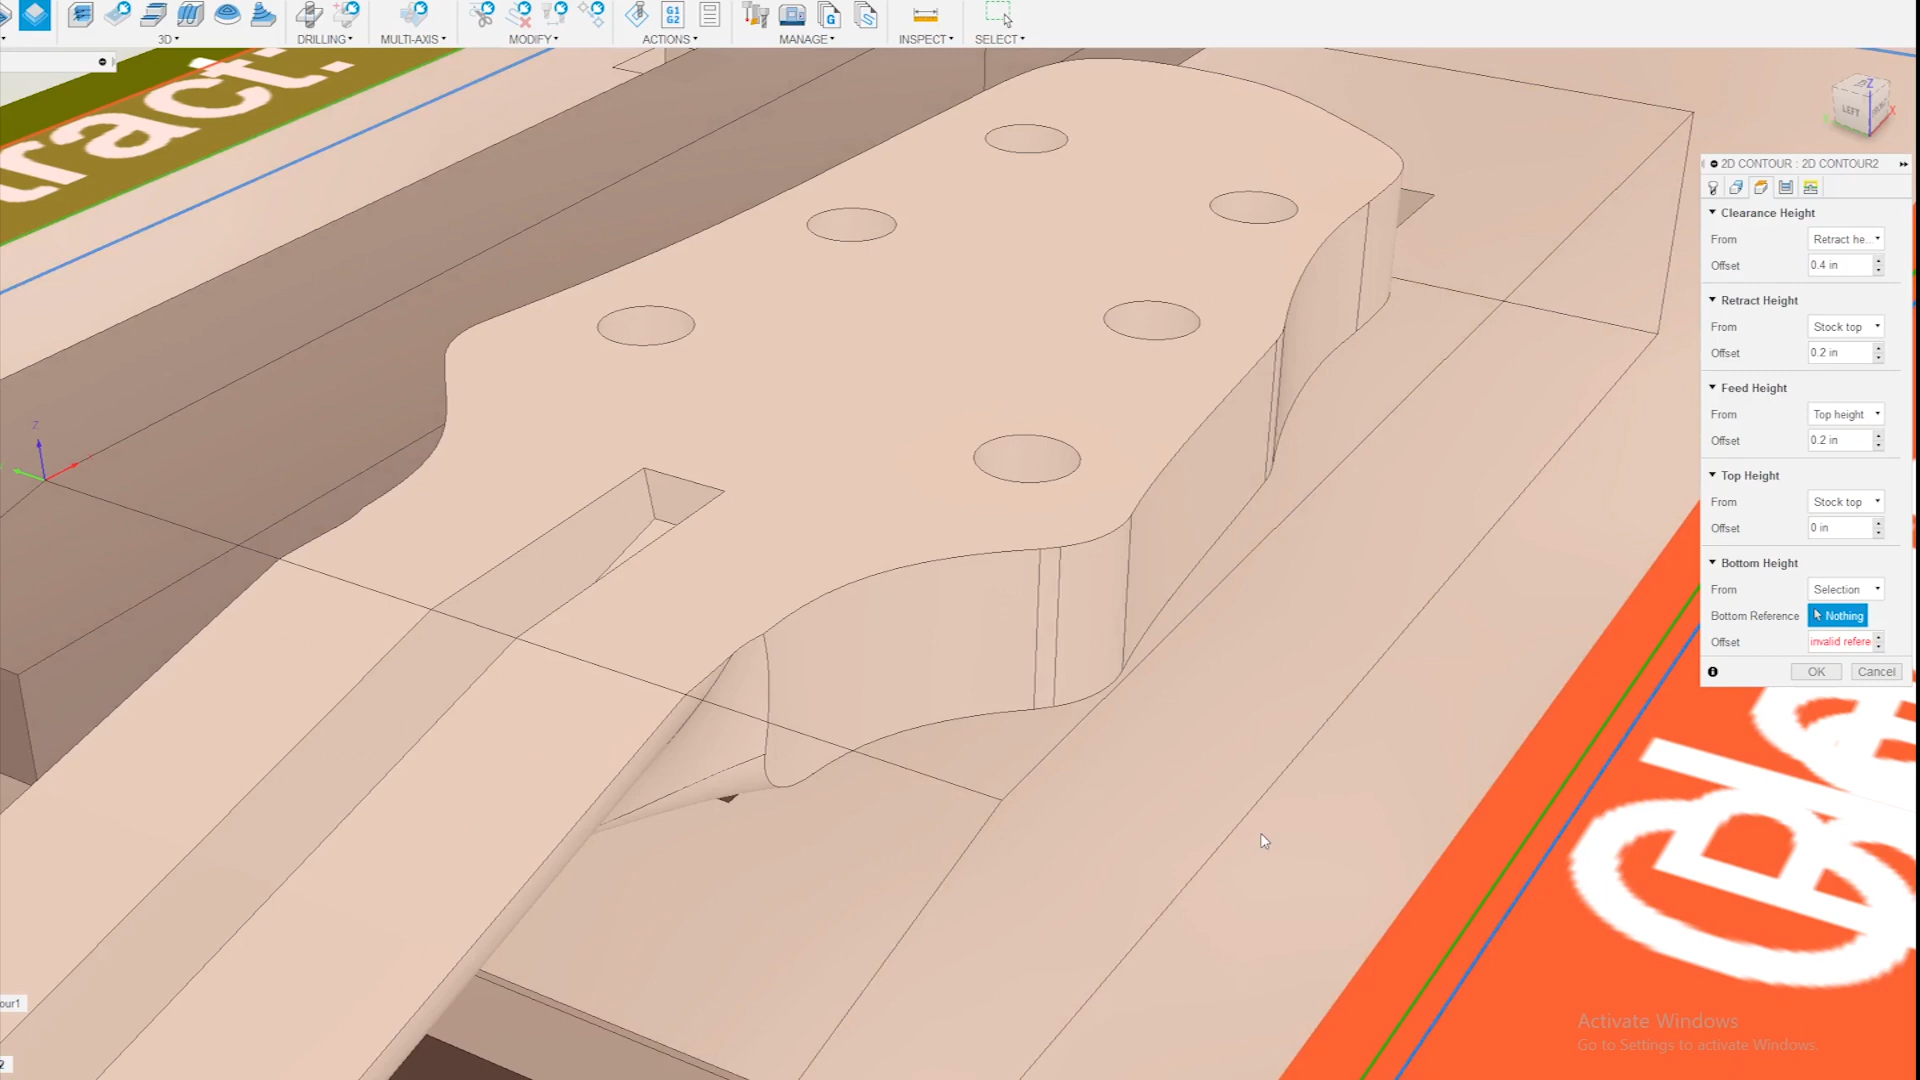 3D
DRILLING
MULTI-AXIS
MODIFY
ACTIONS
MANAGE
INSPECT
SELECT
G1
G2
G
ract.
Z
LEFT
X
Z
2D CONTOUR : 2D CONTOUR2
Clearance Height
From
Retract he...
Offset
0.4 in
Retract Height
From
Stock top
Offset
0.2 in
Feed Height
From
Top height
Offset
0.2 in
Top Height
From
Stock top
Offset
0 in
Bottom Height
From
Selection
Bottom Reference
Nothing
Offset
invalid refere
OK
Cancel
our1
2
Activate Windows
Go to Settings to activate Windows.